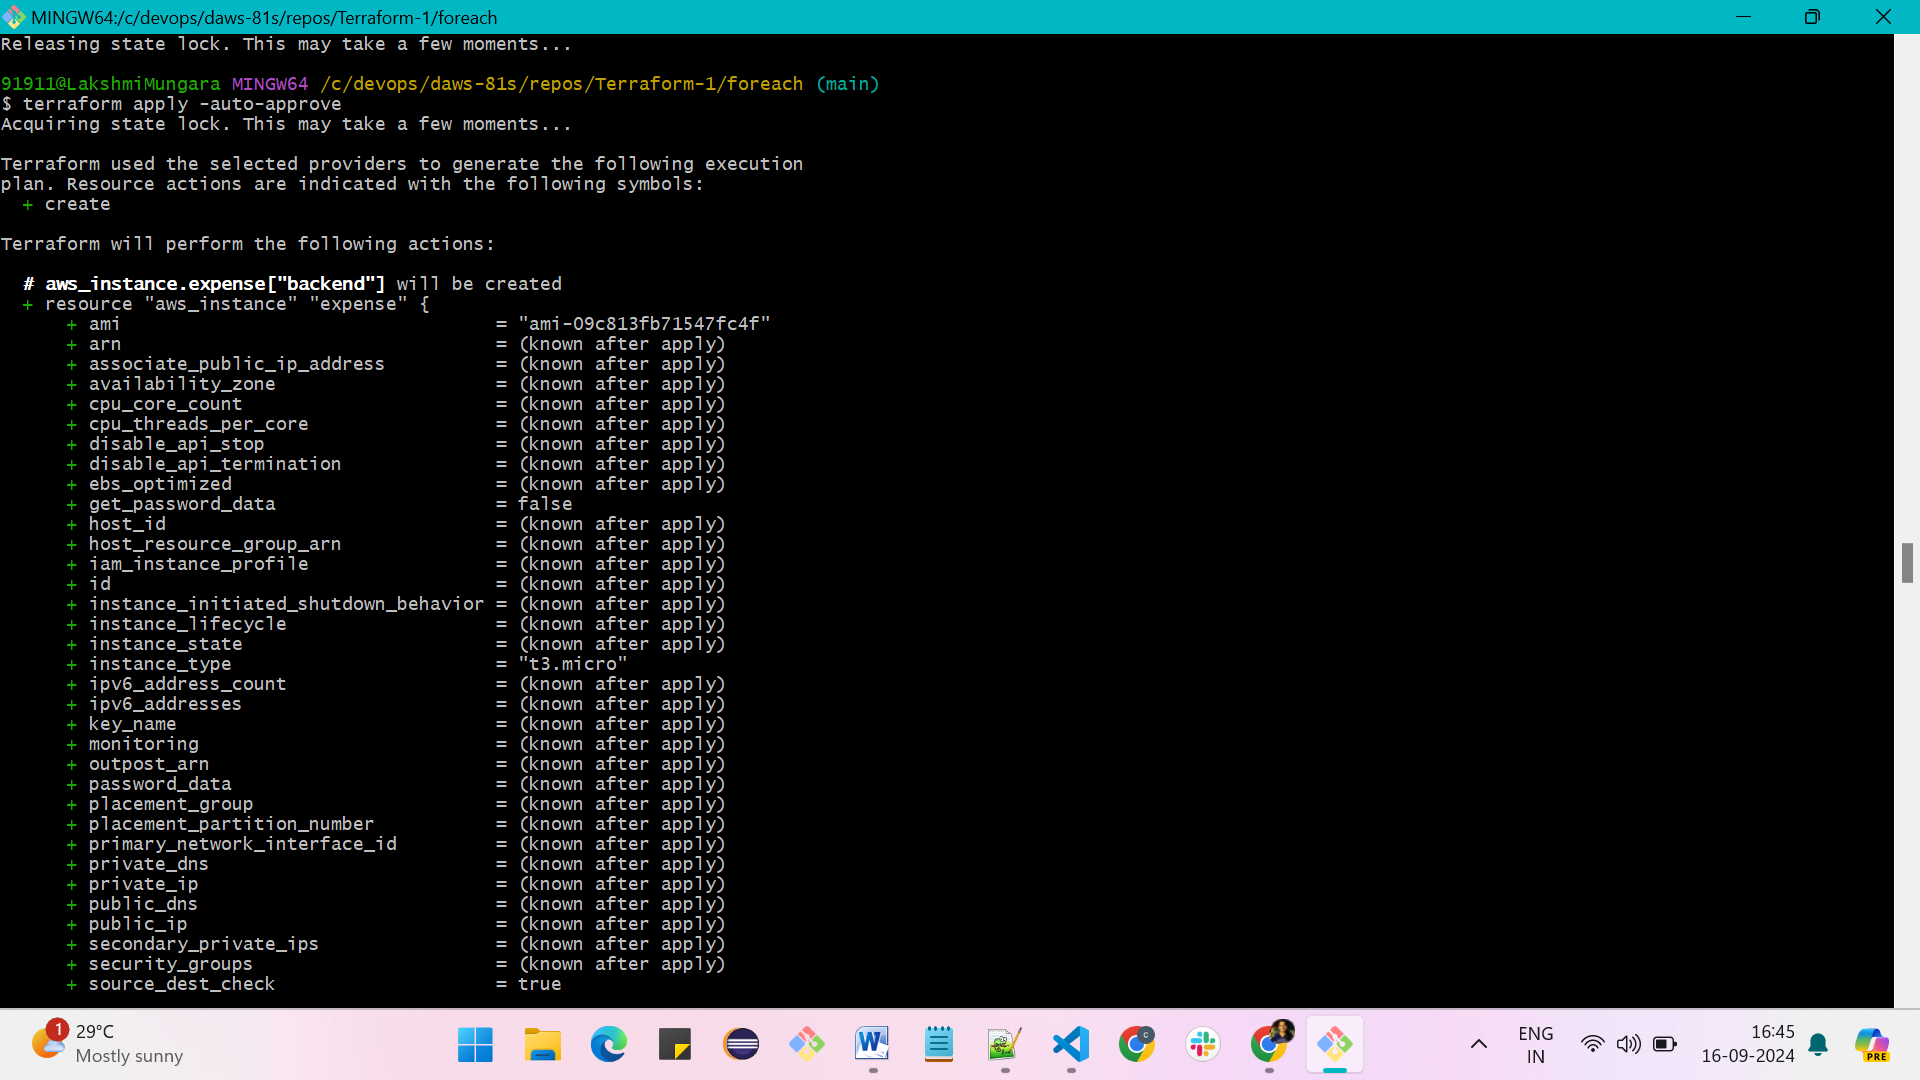 MINGW64:/c/devops/daws-81s/repos/Terraform-1/foreach
Releasing state lock. This may take a few moments...
91911@LakshmiMungara MINGW64 /c/devops/daws-81s/repos/Terraform-1/foreach (main)
$ terraform apply -auto-approve
Acquiring state lock. This may take a few moments...
Terraform used the selected providers to generate the following execution
plan. Resource actions are indicated with the following symbols:
+ create
Terraform will perform the following actions:
# aws_instance.expense["backend"] will be created
+ resource "aws_instance" "expense" {
+ ami = "ami-09c813fb71547fc4f"
+ arn = (known after apply)
+ associate_public_ip_address = (known after apply)
+ availability_zone = (known after apply)
+ cpu_core_count = (known after apply)
+ cpu_threads_per_core = (known after apply)
+ disable_api_stop = (known after apply)
+ disable_api_termination = (known after apply)
+ ebs_optimized = (known after apply)
+ get_password_data = false
+ host_id = (known after apply)
+ host_resource_group_arn = (known after apply)
+ iam_instance_profile = (known after apply)
+ id = (known after apply)
+ instance_initiated_shutdown_behavior = (known after apply)
+ instance_lifecycle = (known after apply)
+ instance_state = (known after apply)
+ instance_type = "t3.micro"
+ ipv6_address_count = (known after apply)
+ ipv6_addresses = (known after apply)
+ key_name = (known after apply)
+ monitoring = (known after apply)
+ outpost_arn = (known after apply)
+ password_data = (known after apply)
+ placement_group = (known after apply)
+ placement_partition_number = (known after apply)
+ primary_network_interface_id = (known after apply)
+ private_dns = (known after apply)
+ private_ip = (known after apply)
+ public_dns = (known after apply)
+ public_ip = (known after apply)
+ secondary_private_ips = (known after apply)
+ security_groups = (known after apply)
+ source_dest_check = true
1
29°C
Mostly sunny
W
C
ENG
IN
16:45
16-09-2024
PRE